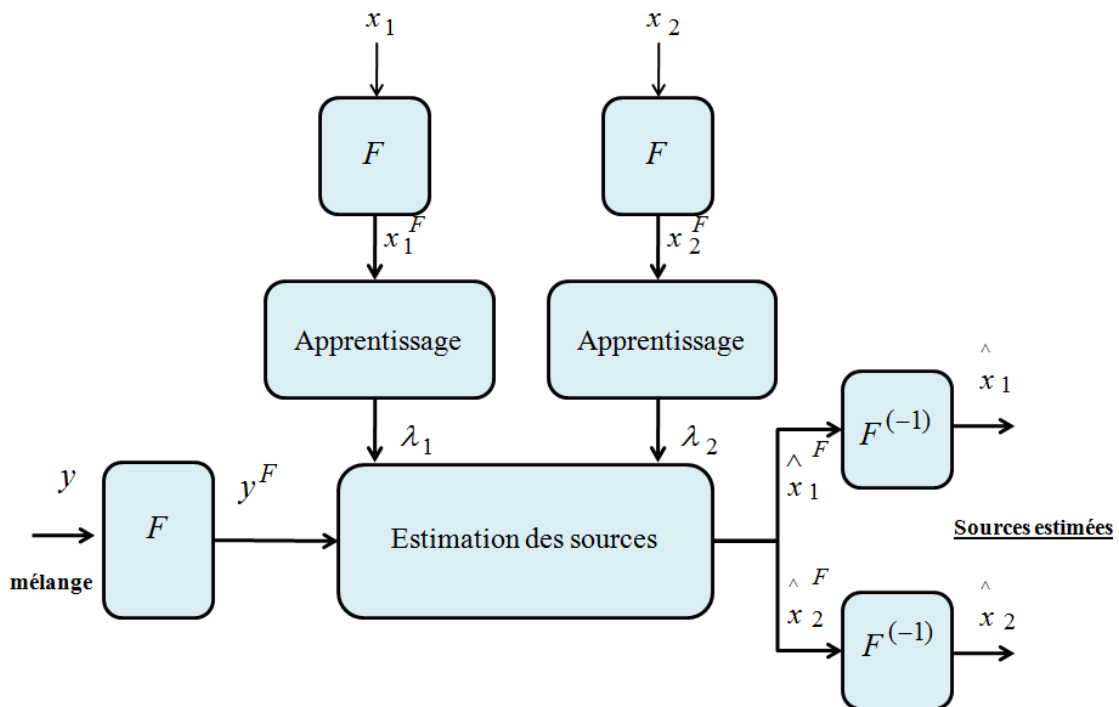 x 1
x 2
F
F
x 1 F
x 2 F
Apprentissage
Apprentissage
λ 1
λ 2
^ x 1
F (−1)
^ x 1 F
y
y F
F
mélange
Estimation des sources
Sources estimées
^ x 2 F
F (−1)
^ x 2